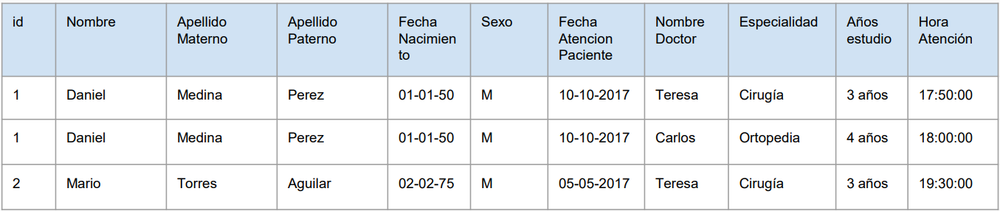 id Nombre Apellido Materno Apellido Paterno Fecha Nacimien to Sexo Fecha Atencion Paciente Nombre Doctor Especialidad Años estudio Hora Atención
1 Daniel Medina Perez 01-01-50 M 10-10-2017 Teresa Cirugía 3 años 17:50:00
1 Daniel Medina Perez 01-01-50 M 10-10-2017 Carlos Ortopedia 4 años 18:00:00
2 Mario Torres Aguilar 02-02-75 M 05-05-2017 Teresa Cirugía 3 años 19:30:00